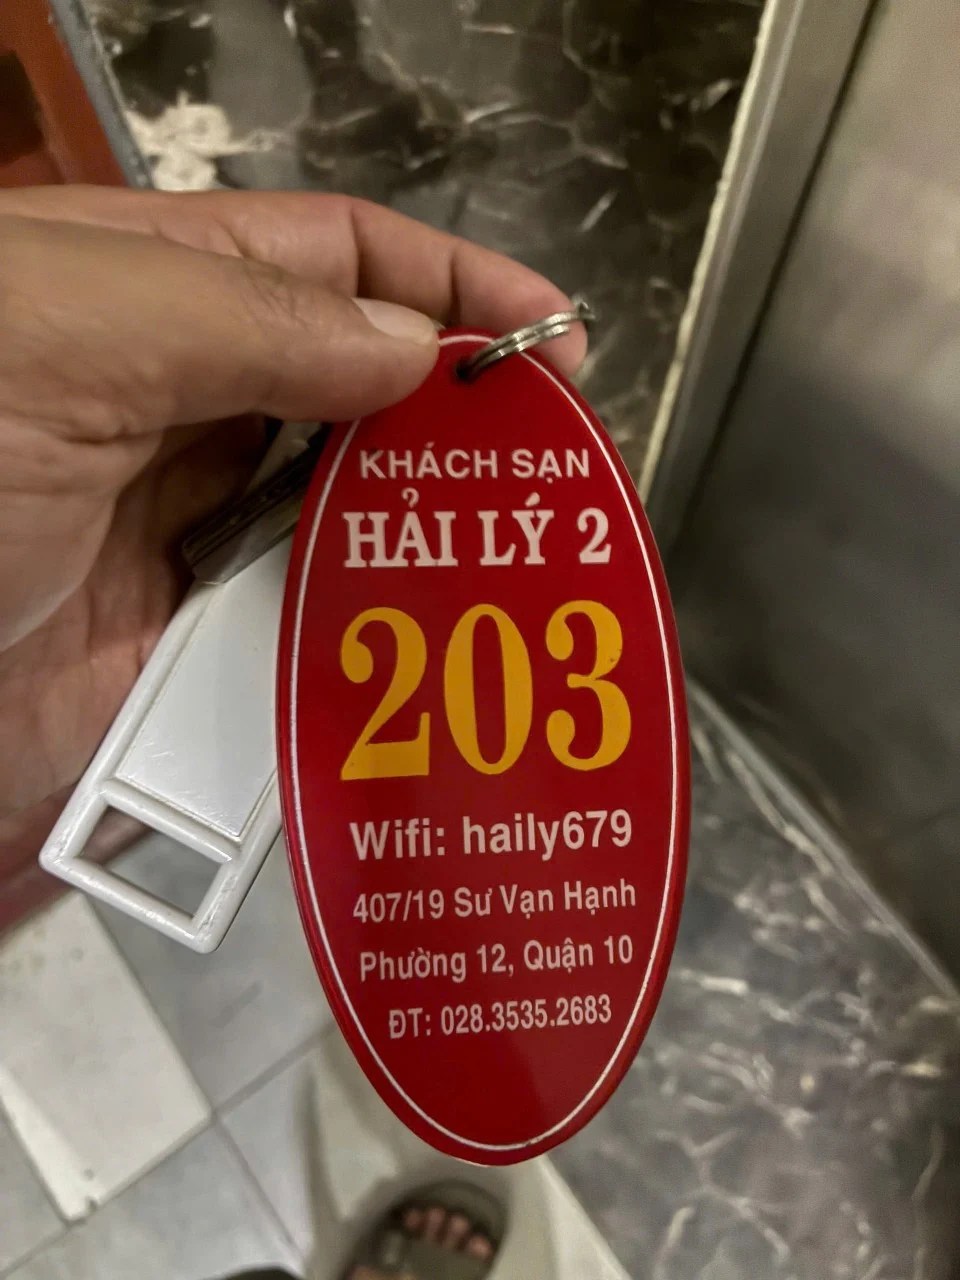 KHÁCH SẠN
HẢI LÝ 2
203
Wifi: haily679
407/19 Sư Vạn Hạnh
Phường 12, Quận 10
ĐT: 028.3535.2683